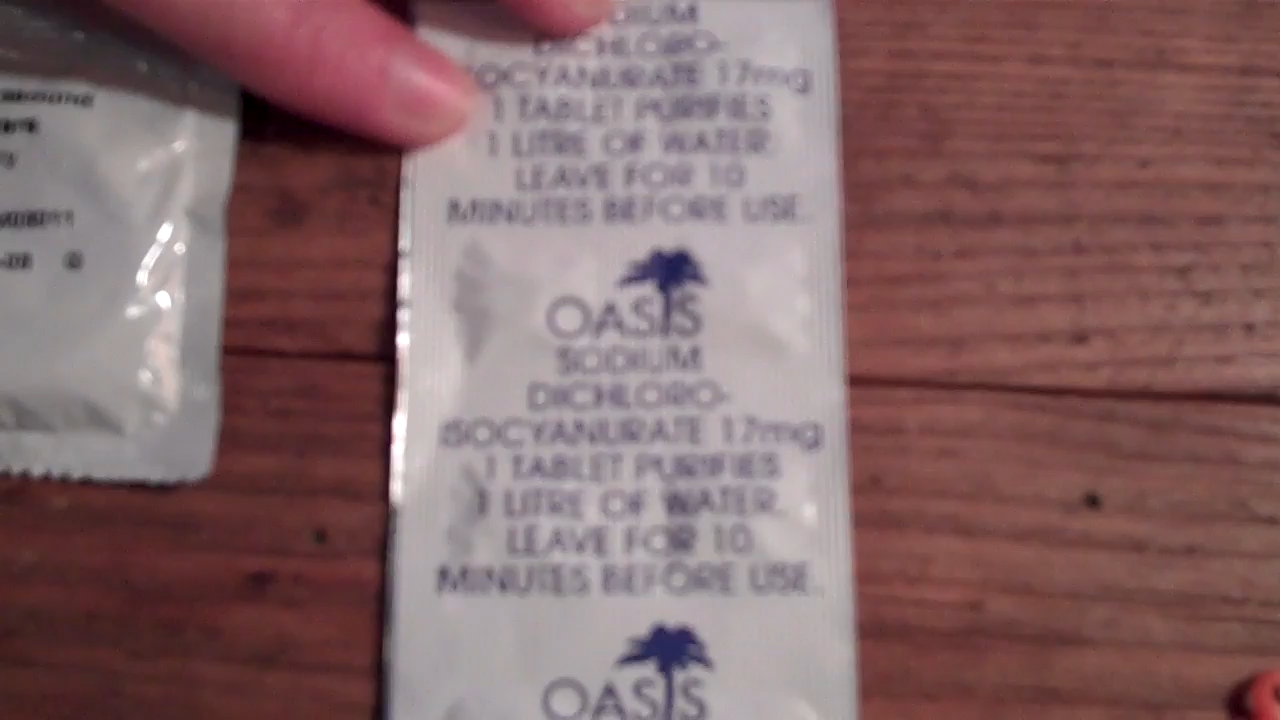 DICHLORO-
ISOCYANURATE 17mg
1 TABLET PURIFIES
1 LITRE OF WATER.
LEAVE FOR 10
MINUTES BEFORE USE.
OASIS
SODIUM
DICHLORO-
ISOCYANURATE 17mg
1 TABLET PURIFIES
1 LITRE OF WATER.
LEAVE FOR 10
MINUTES BEFORE USE.
OASIS